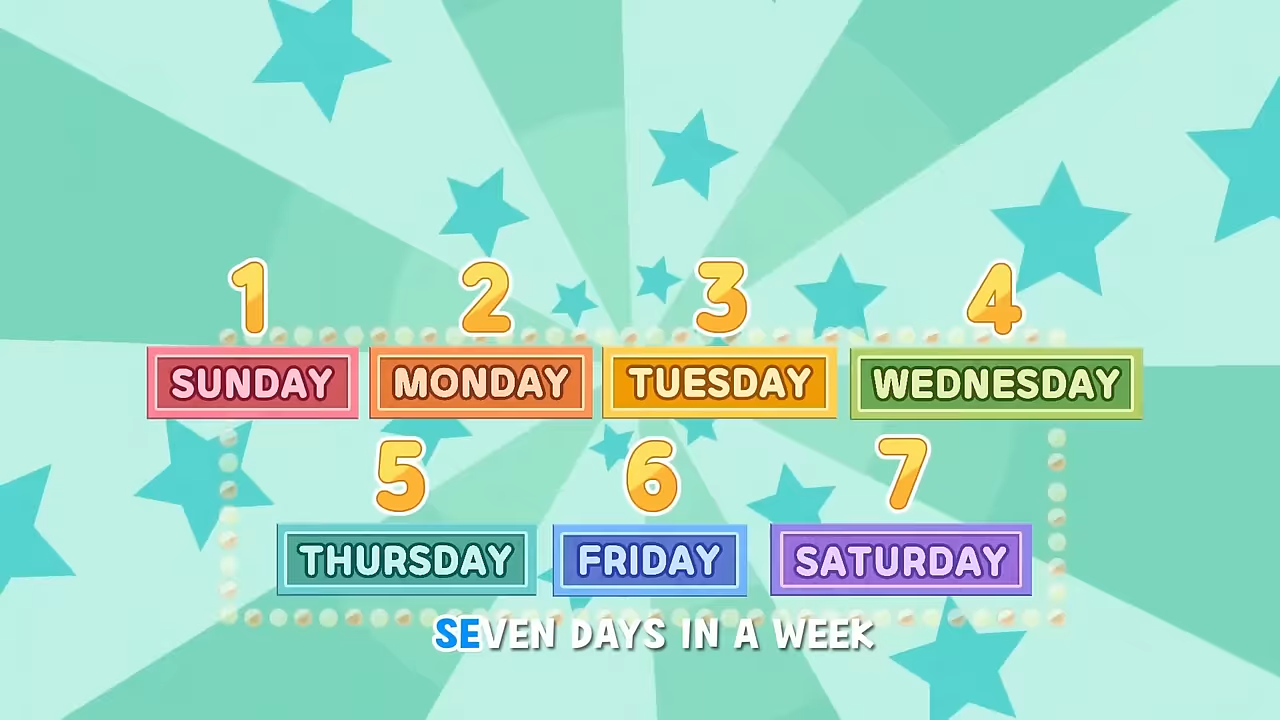 1 2 3 4
SUNDAY MONDAY TUESDAY WEDNESDAY
5 6 7
THURSDAY FRIDAY SATURDAY
SEVEN DAYS IN A WEEK